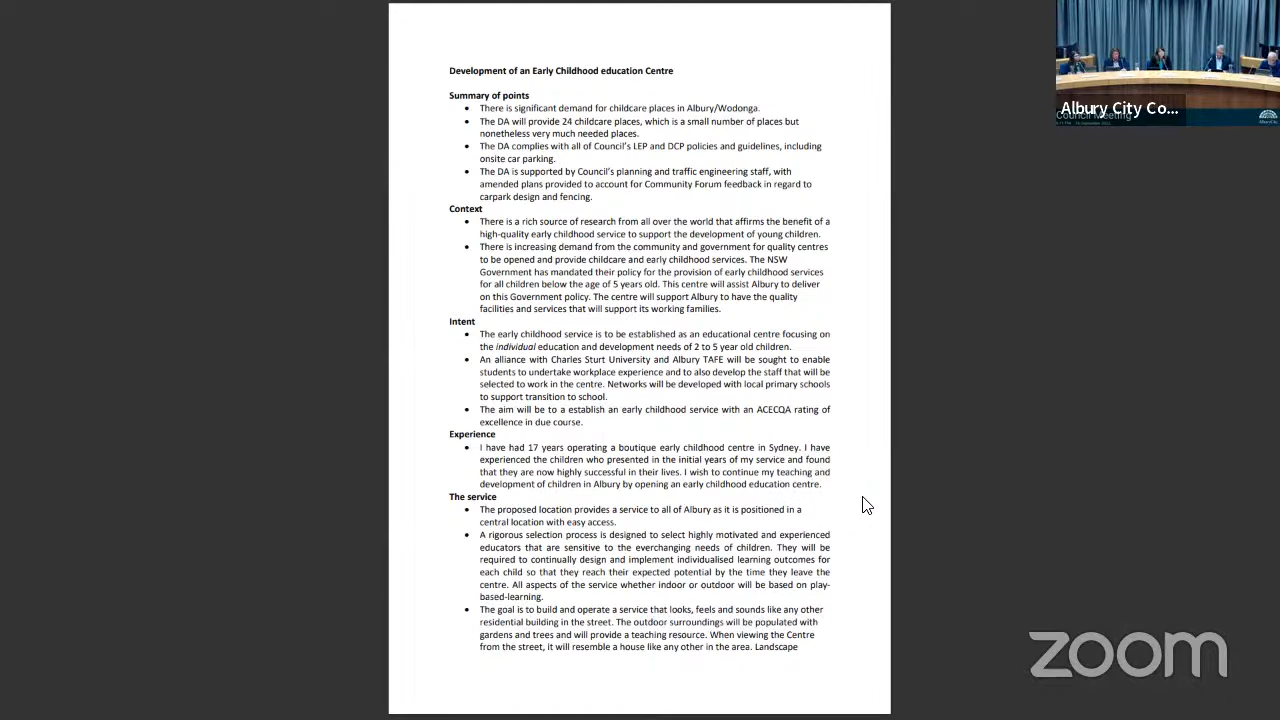 Development of an Early Childhood education Centre
Summary of points
• There is significant demand for childcare places in Albury/Wodonga.
• The DA will provide 24 childcare places, which is a small number of places but
nonetheless very much needed places.
• The DA complies with all of Council's LEP and DCP policies and guidelines, including
onsite car parking.
• The DA is supported by Council's planning and traffic engineering staff, with
amended plans provided to account for Community Forum feedback in regard to
carpark design and fencing.
Context
• There is a rich source of research from all over the world that affirms the benefit of a
high-quality early childhood service to support the development of young children.
• There is increasing demand from the community and government for quality centres
to be opened and provide childcare and early childhood services. The NSW
Government has mandated their policy for the provision of early childhood services
for all children below the age of 5 years old. This centre will assist Albury to deliver
on this Government policy. The centre will support Albury to have the quality
facilities and services that will support its working families.
Intent
• The early childhood service is to be established as an educational centre focusing on
the individual education and development needs of 2 to 5 year old children.
• An alliance with Charles Sturt University and Albury TAFE will be sought to enable
students to undertake workplace experience and to also develop the staff that will be
selected to work in the centre. Networks will be developed with local primary schools
to support transition to school.
• The aim will be to a establish an early childhood service with an ACECQA rating of
excellence in due course.
Experience
• I have had 17 years operating a boutique early childhood centre in Sydney. I have
experienced the children who presented in the initial years of my service and found
that they are now highly successful in their lives. I wish to continue my teaching and
development of children in Albury by opening an early childhood education centre.
The service
• The proposed location provides a service to all of Albury as it is positioned in a
central location with easy access.
• A rigorous selection process is designed to select highly motivated and experienced
educators that are sensitive to the everchanging needs of children. They will be
required to continually design and implement individualised learning outcomes for
each child so that they reach their expected potential by the time they leave the
centre. All aspects of the service whether indoor or outdoor will be based on play-
based-learning.
• The goal is to build and operate a service that looks, feels and sounds like any other
residential building in the street. The outdoor surroundings will be populated with
gardens and trees and will provide a teaching resource. When viewing the Centre
from the street, it will resemble a house like any other in the area. Landscape
Albury City Co...
Council Meeting
zoom